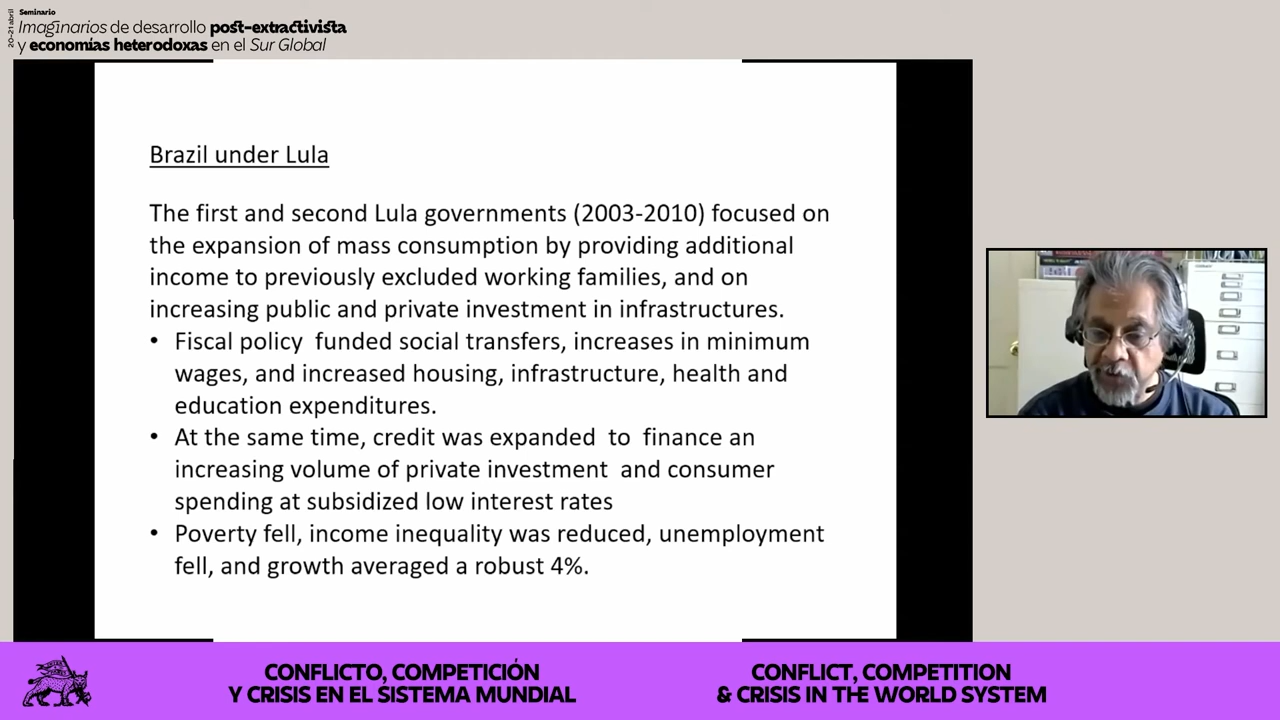 20-21 abril
Seminario
Imaginarios de desarrollo post-extractivista
y economías heterodoxas en el Sur Global
Brazil under Lula
The first and second Lula governments (2003-2010) focused on
the expansion of mass consumption by providing additional
income to previously excluded working families, and on
increasing public and private investment in infrastructures.
• Fiscal policy  funded social transfers, increases in minimum
wages, and increased housing, infrastructure, health and
education expenditures.
• At the same time, credit was expanded  to  finance an
increasing volume of private investment  and consumer
spending at subsidized low interest rates
• Poverty fell, income inequality was reduced, unemployment
fell, and growth averaged a robust 4%.
CONFLICTO, COMPETICIÓN
Y CRISIS EN EL SISTEMA MUNDIAL
CONFLICT, COMPETITION
& CRISIS IN THE WORLD SYSTEM